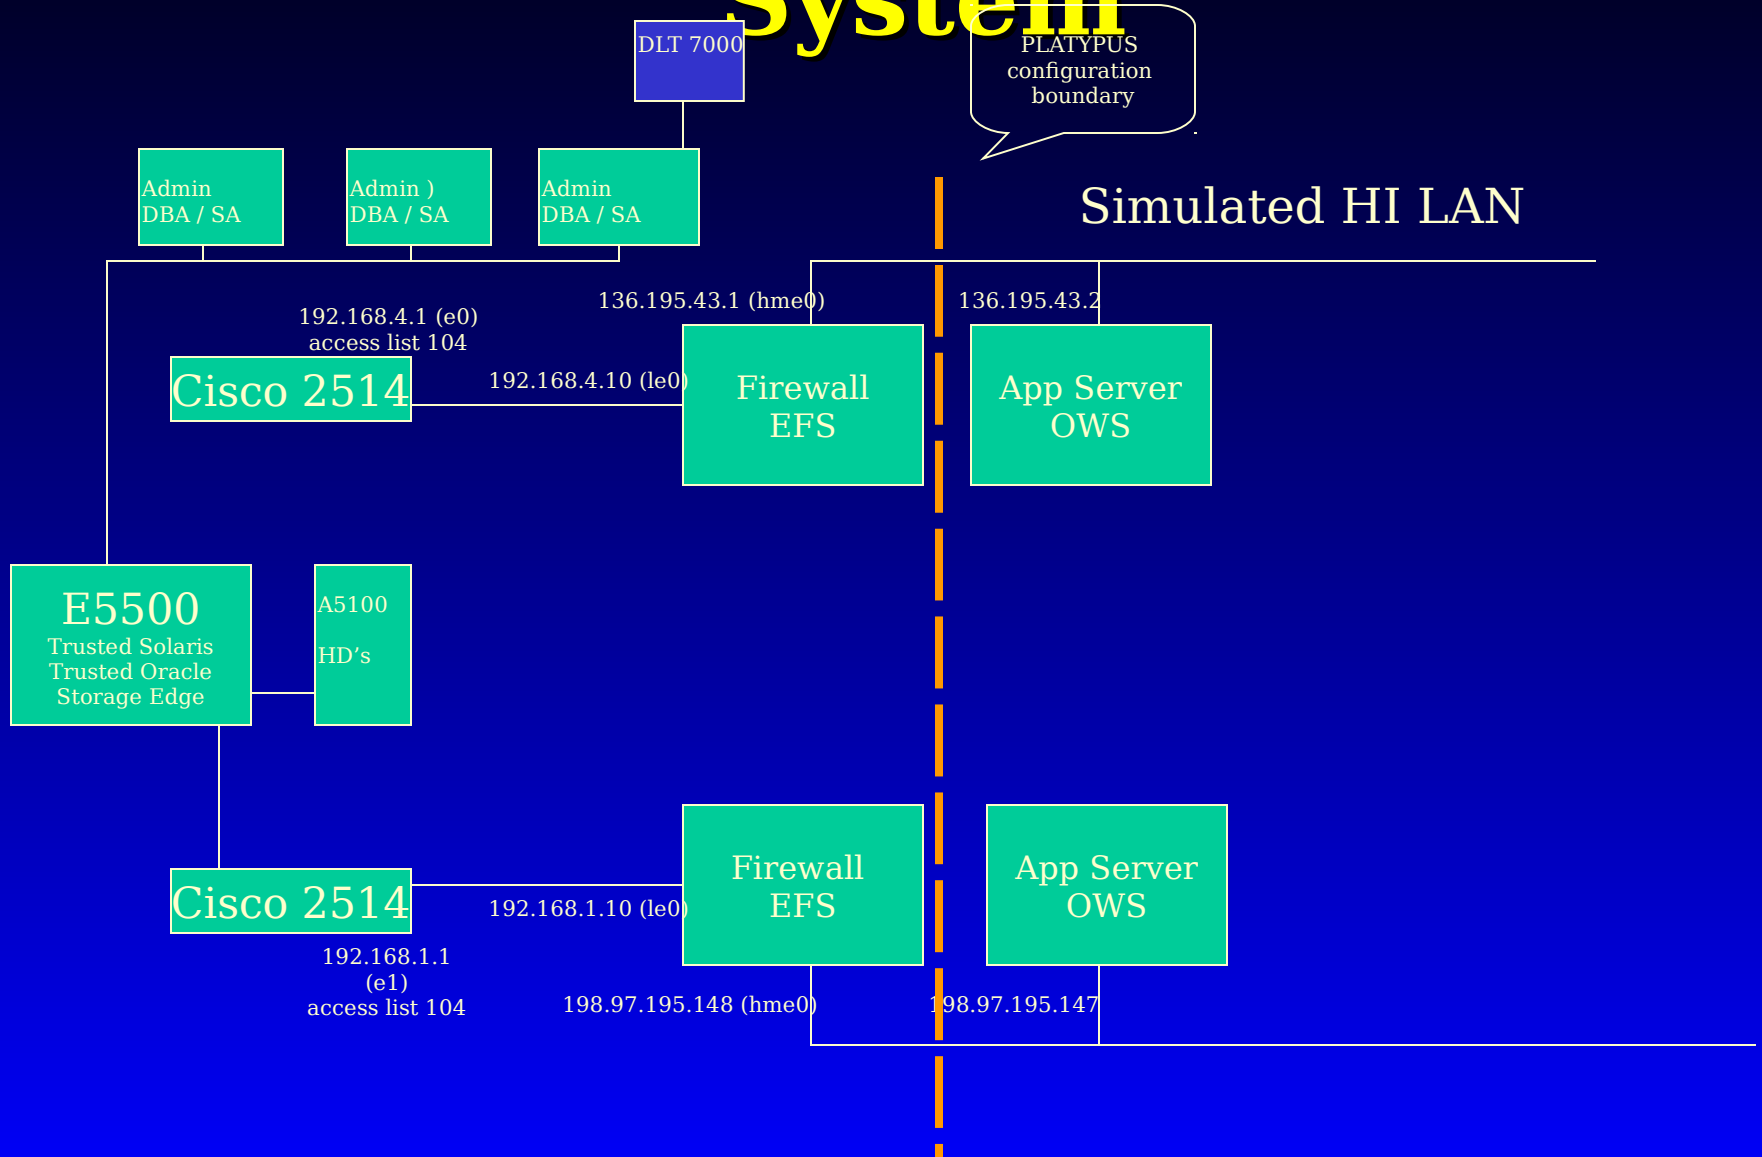 System
DLT 7000
PLATYPUS
configuration
boundary
Admin
DBA / SA
Admin )
DBA / SA
Admin
DBA / SA
Simulated HI LAN
136.195.43.1 (hme0)
136.195.43.2
192.168.4.1 (e0)
access list 104
Cisco 2514
192.168.4.10 (le0)
Firewall
EFS
App Server
OWS
E5500
Trusted Solaris
Trusted Oracle
Storage Edge
A5100
HD’s
Firewall
EFS
App Server
OWS
Cisco 2514
192.168.1.10 (le0)
192.168.1.1
(e1)
access list 104
198.97.195.148 (hme0)
198.97.195.147